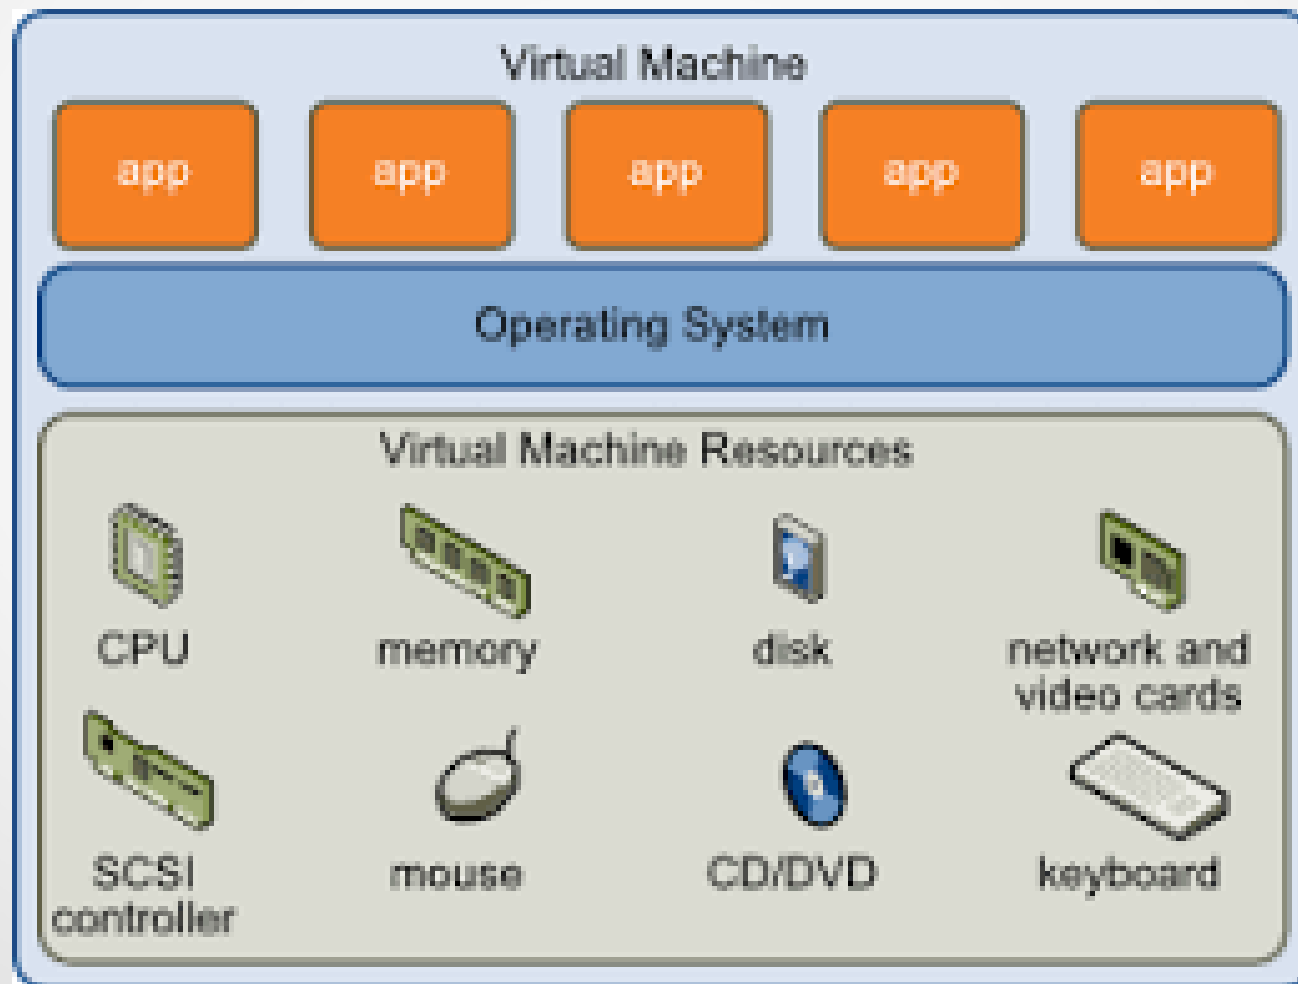 Virtual Machine
app app app app app
Operating System
Virtual Machine Resources
CPU memory disk network and
video cards
SCSI mouse CD/DVD keyboard
controller